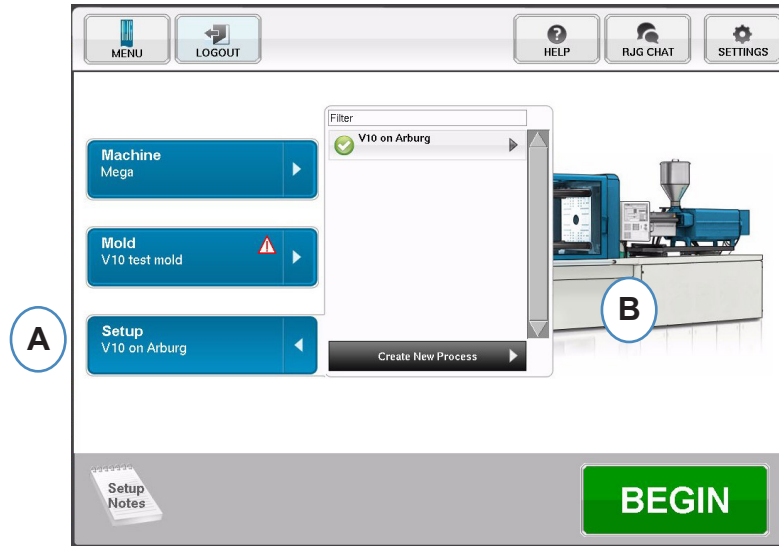 MENU
LOGOUT
HELP
RJG CHAT
SETTINGS
Filter
V10 on Arburg
Machine
Mega
Mold
V10 test mold
Setup
V10 on Arburg
Create New Process
A
B
Setup
Notes
BEGIN